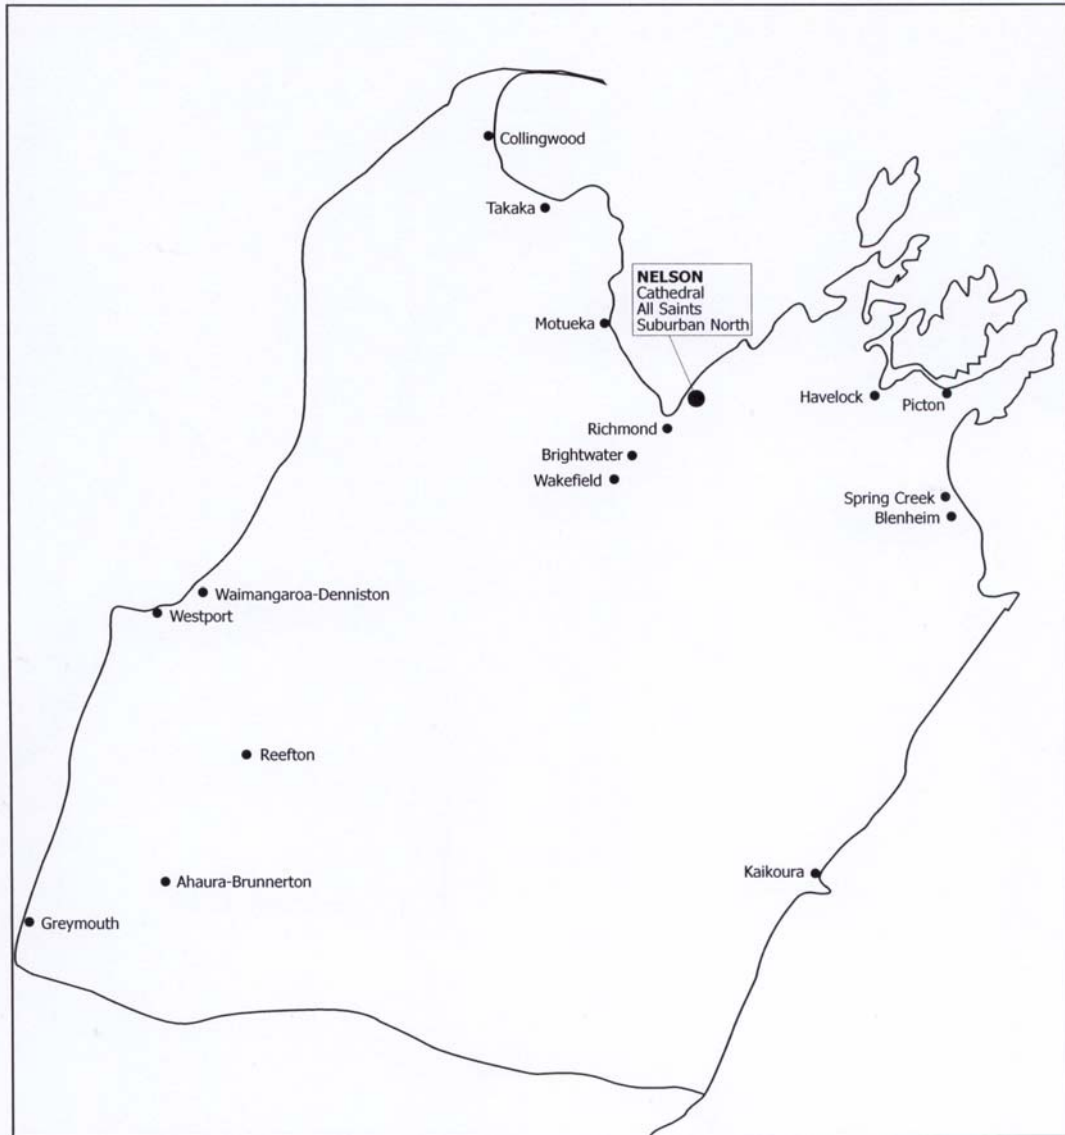 Collingwood
Takaka
NELSON
Cathedral
All Saints
Suburban North
Motueka
Havelock
Picton
Richmond
Brightwater
Wakefield
Spring Creek
Blenheim
Waimangaroa-Denniston
Westport
Reefton
Kaikoura
Ahaura-Brunnerton
Greymouth